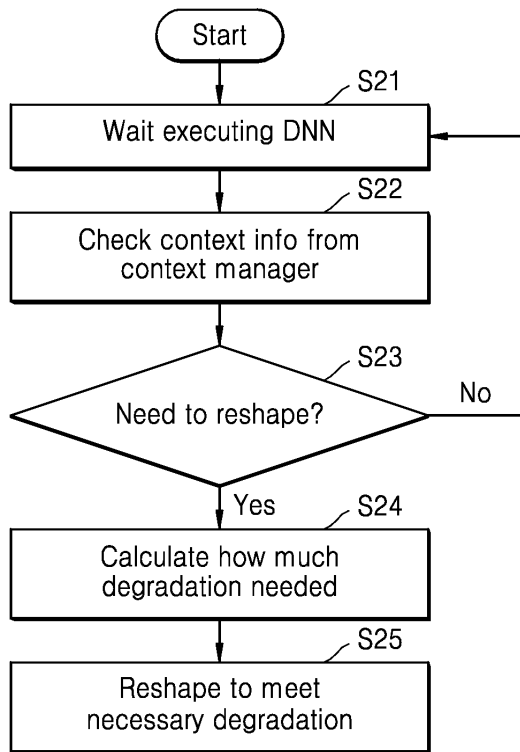 Start
S21
Wait executing DNN
S22
Check context info from
context manager
S23
Need to reshape?
No
Yes
S24
Calculate how much
degradation needed
S25
Reshape to meet
necessary degradation